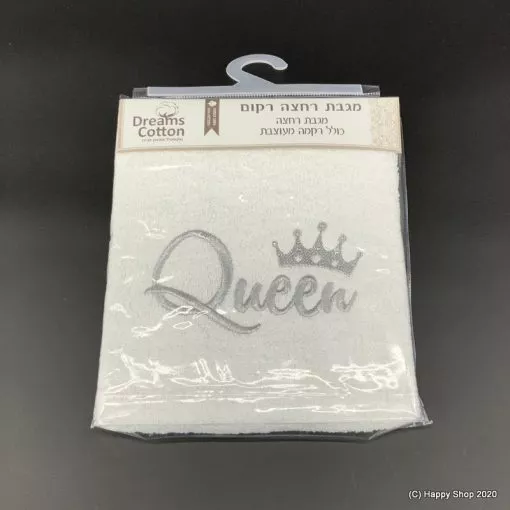 Dreams
Cotton
מגבת רחצה רקום
מגבת רחצה
כולל רקמה מעוצבת
Queen
(C) Happy Shop 2020